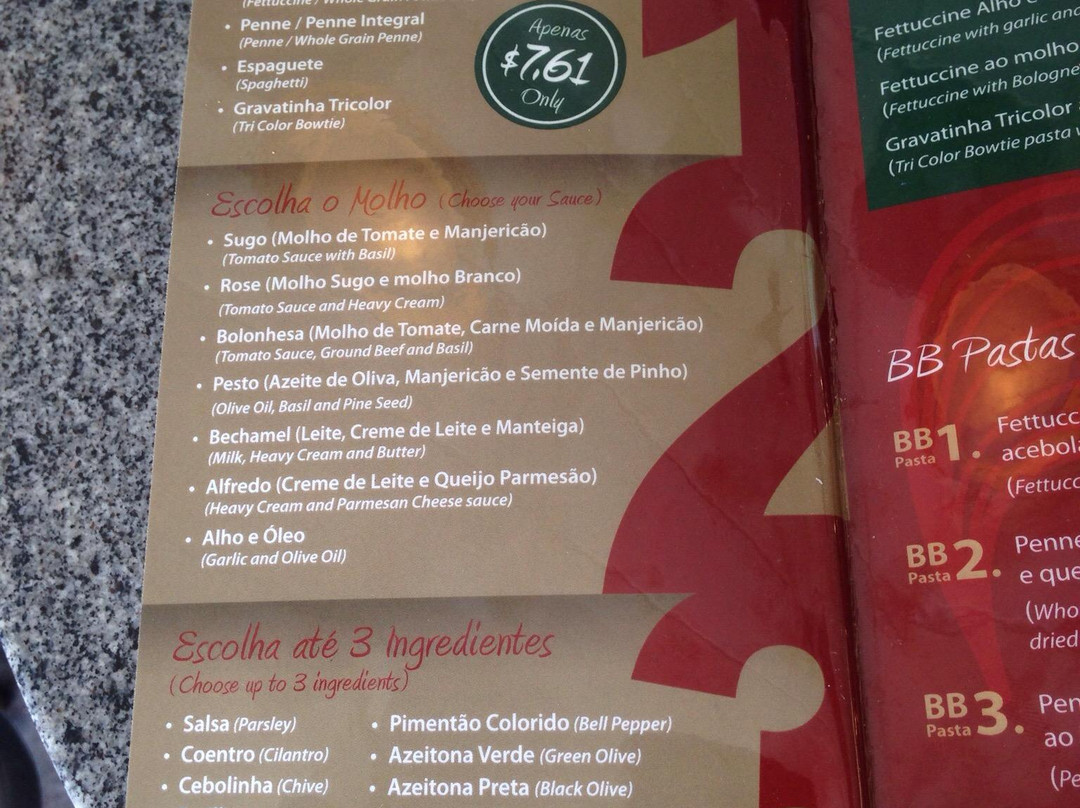 (Fettuccine / Whole Grain
• Penne / Penne Integral
(Penne / Whole Grain Penne)
• Espaguete
(Spaghetti)
• Gravatinha Tricolor
(Tri Color Bowtie)
Apenas
$7,61
Only
Escolha o Molho (Choose your Sauce)
• Sugo (Molho de Tomate e Manjericão)
(Tomato Sauce with Basil)
• Rose (Molho Sugo e molho Branco)
(Tomato Sauce and Heavy Cream)
• Bolonhesa (Molho de Tomate, Carne Moída e Manjericão)
(Tomato Sauce, Ground Beef and Basil)
• Pesto (Azeite de Oliva, Manjericão e Semente de Pinho)
(Olive Oil, Basil and Pine Seed)
• Bechamel (Leite, Creme de Leite e Manteiga)
(Milk, Heavy Cream and Butter)
• Alfredo (Creme de Leite e Queijo Parmesão)
(Heavy Cream and Parmesan Cheese sauce)
• Alho e Óleo
(Garlic and Olive Oil)
Escolha até 3 Ingredientes
(Choose up to 3 ingredients)
• Salsa (Parsley)
• Coentro (Cilantro)
• Cebolinha (Chive)
• Pimentão Colorido (Bell Pepper)
• Azeitona Verde (Green Olive)
• Azeitona Preta (Black Olive)
Fettuccine Alho e
(Fettuccine with garlic and
Fettuccine ao molho
(Fettuccine with Bologne
Gravatinha Tricolor
(Tri Color Bowtie pasta
BB Pastas
BB Pasta 1.
Fettucc
acebola
(Fettucc
BB Pasta 2.
Penne
e que
(Who
dried
BB Pasta 3.
Pen
ao
(Pe